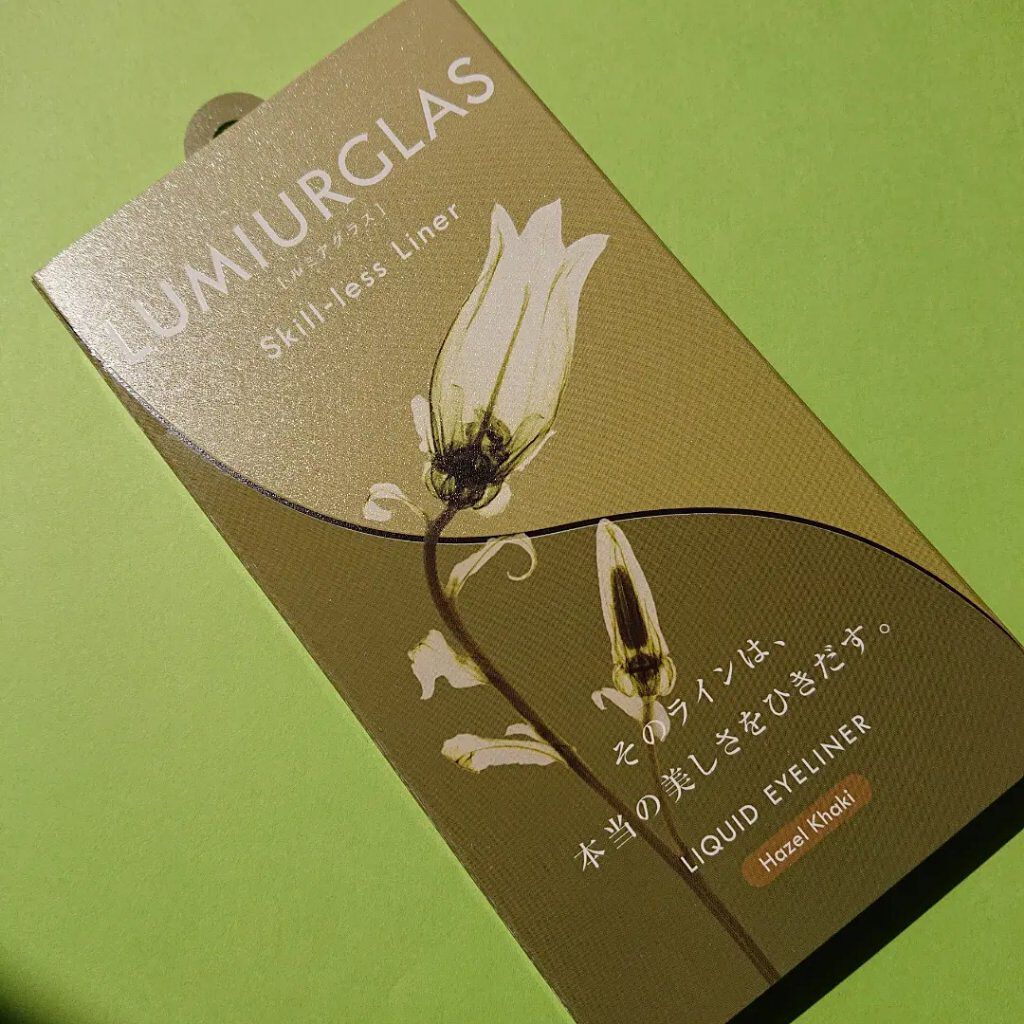 LUMIURGLAS
[ルミアグラス]
Skill-less Liner
そのラインは、
本当の美しさをひきだす。
LIQUID EYELINER
Hazel Khaki